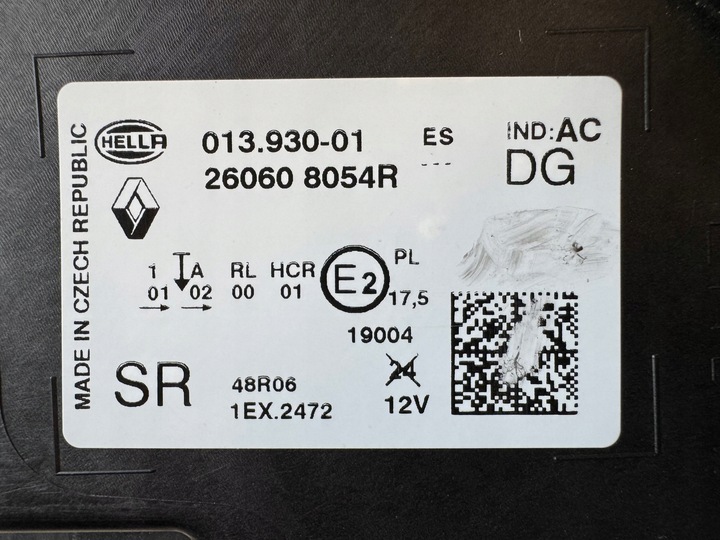 MADE IN CZECH REPUBLIC
HELLA 013.930-01 ES IND:AC
26060 8054R --- DG
1 A RL HCR E2 PL
01 02 00 01 17,5
19004
SR 48R06 24
1EX.2472 12V